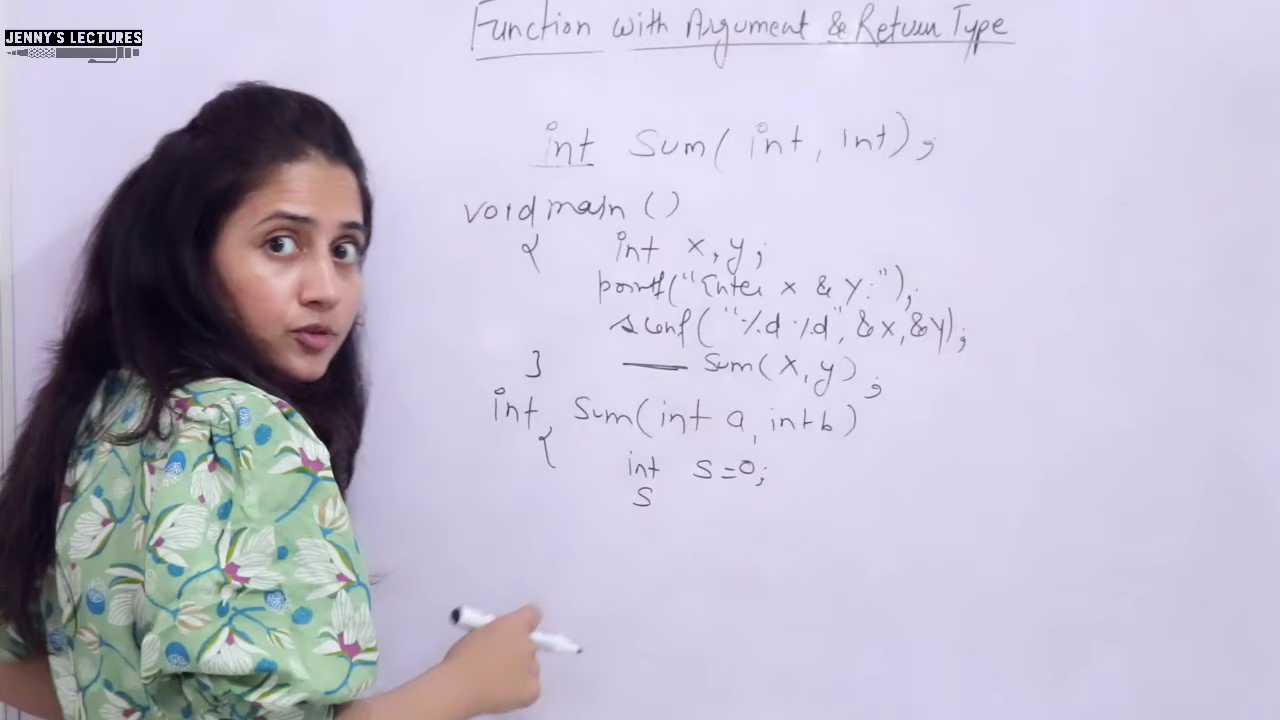 JENNY'S LECTURES
Function with Argument & Return Type
int Sum( int, int);
void main ()
{ int x, y;
printf("Enter x & y:");
scanf("%d %d", &x, &y);
} Sum(x, y) ;
int Sum(int a, int b)
{ int S=0;
S